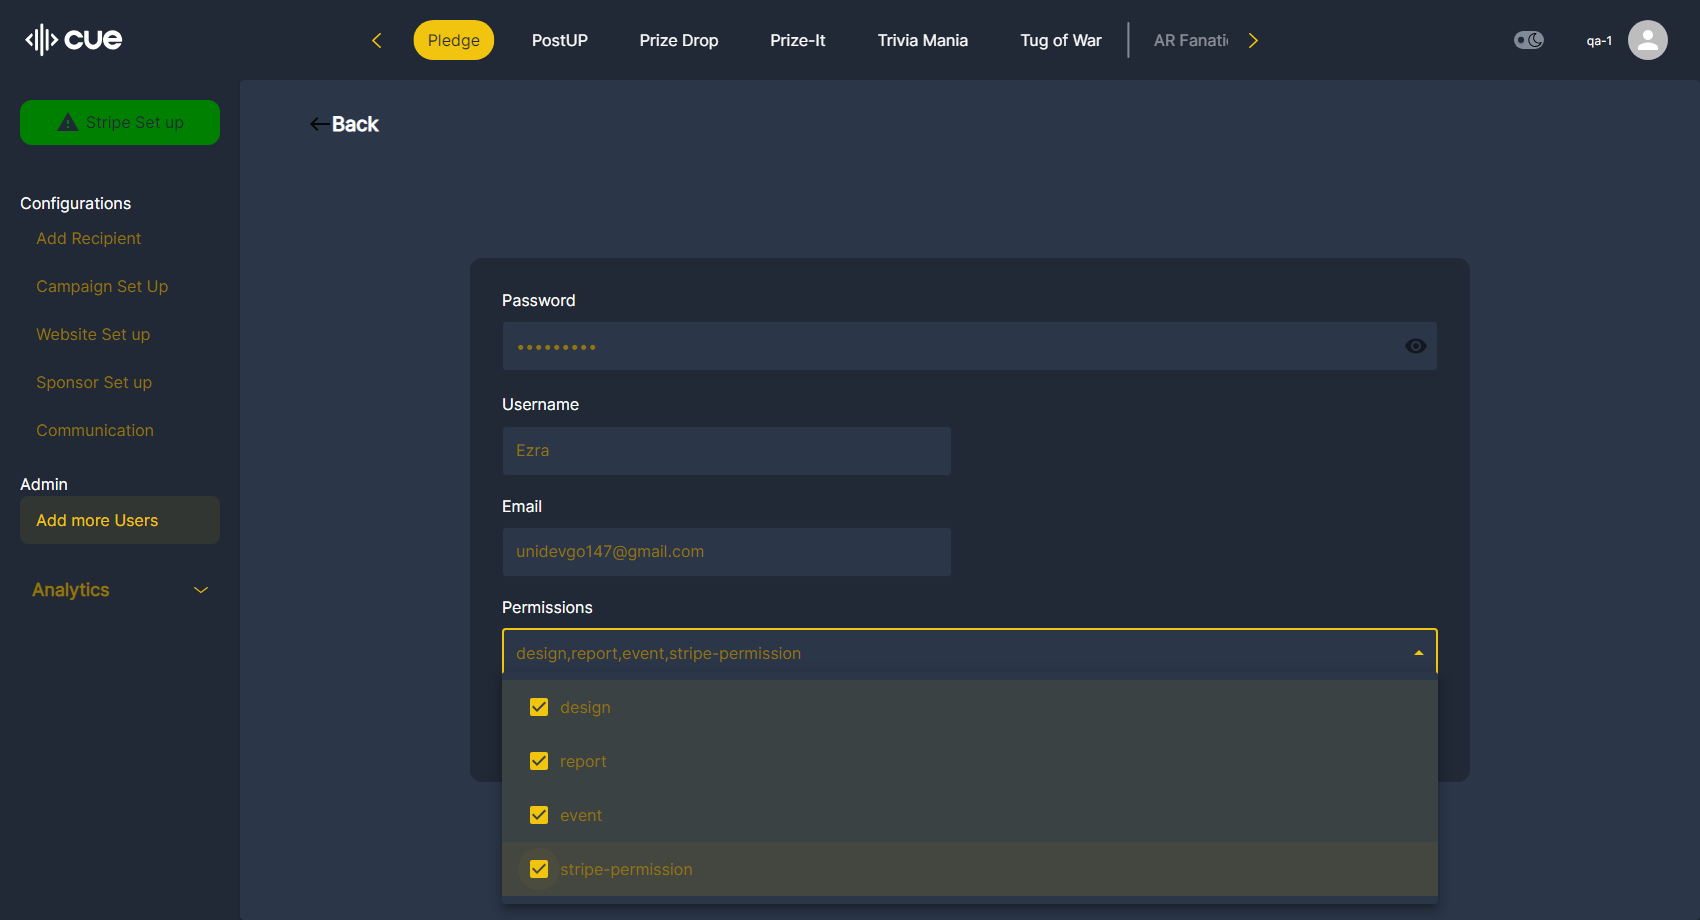 cue
Pledge
PostUP
Prize Drop
Prize-It
Trivia Mania
Tug of War
AR Fanati
qa-1
Stripe Set up
Back
Configurations
Add Recipient
Campaign Set Up
Website Set up
Sponsor Set up
Communication
Admin
Add more Users
Analytics
Password
•••••••••
Username
Ezra
Email
unidevgo147@gmail.com
Permissions
design,report,event,stripe-permission
design
report
event
stripe-permission